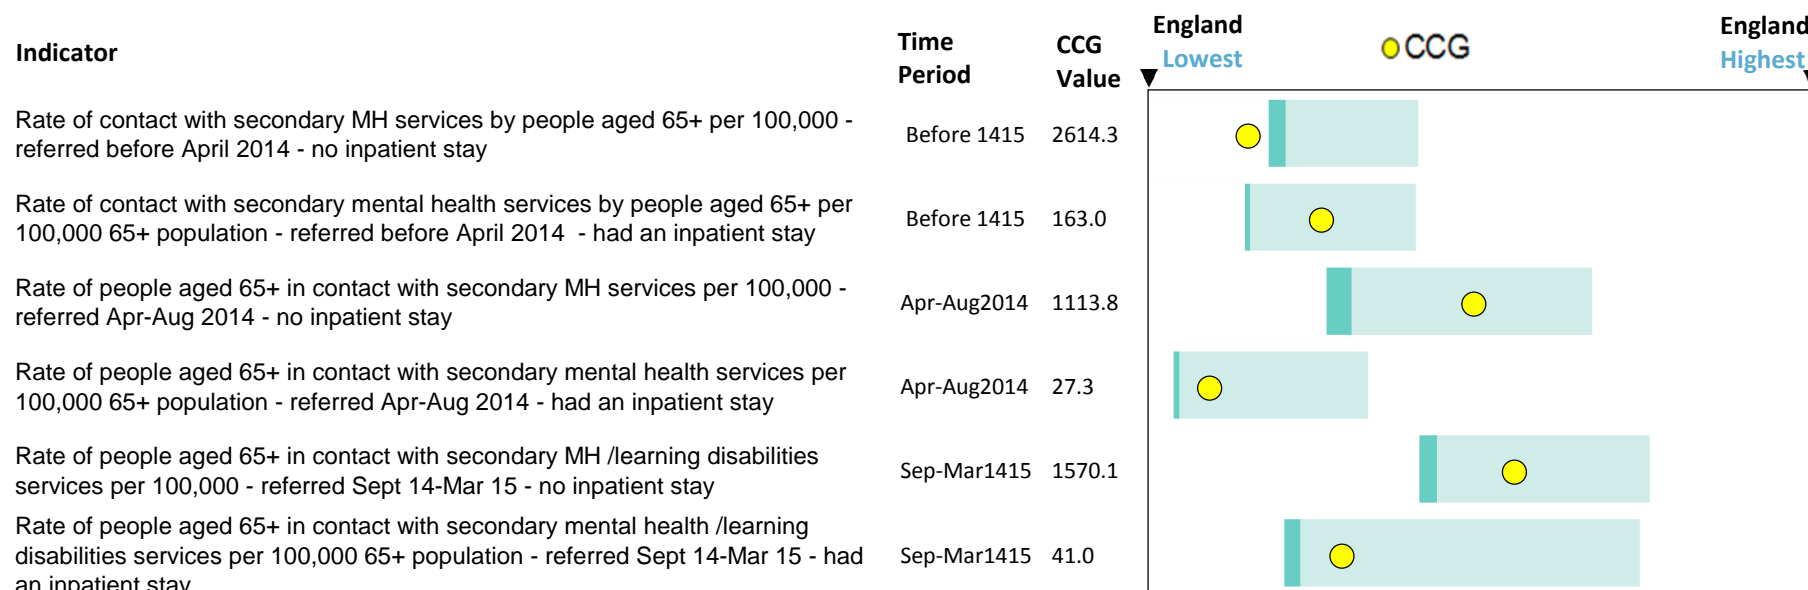 Indicator
Time
Period
CCG
Value
England
Lowest
CCG
England
Highest
Rate of contact with secondary MH services by people aged 65+ per 100,000 -
referred before April 2014 - no inpatient stay
Before 1415 2614.3
Rate of contact with secondary mental health services by people aged 65+ per
100,000 65+ population - referred before April 2014 - had an inpatient stay
Before 1415 163.0
Rate of people aged 65+ in contact with secondary MH services per 100,000 -
referred Apr-Aug 2014 - no inpatient stay
Apr-Aug2014 1113.8
Rate of people aged 65+ in contact with secondary mental health services per
100,000 65+ population - referred Apr-Aug 2014 - had an inpatient stay
Apr-Aug2014 27.3
Rate of people aged 65+ in contact with secondary MH /learning disabilities
services per 100,000 - referred Sept 14-Mar 15 - no inpatient stay
Sep-Mar1415 1570.1
Rate of people aged 65+ in contact with secondary mental health /learning
disabilities services per 100,000 65+ population - referred Sept 14-Mar 15 - had
an inpatient stay
Sep-Mar1415 41.0